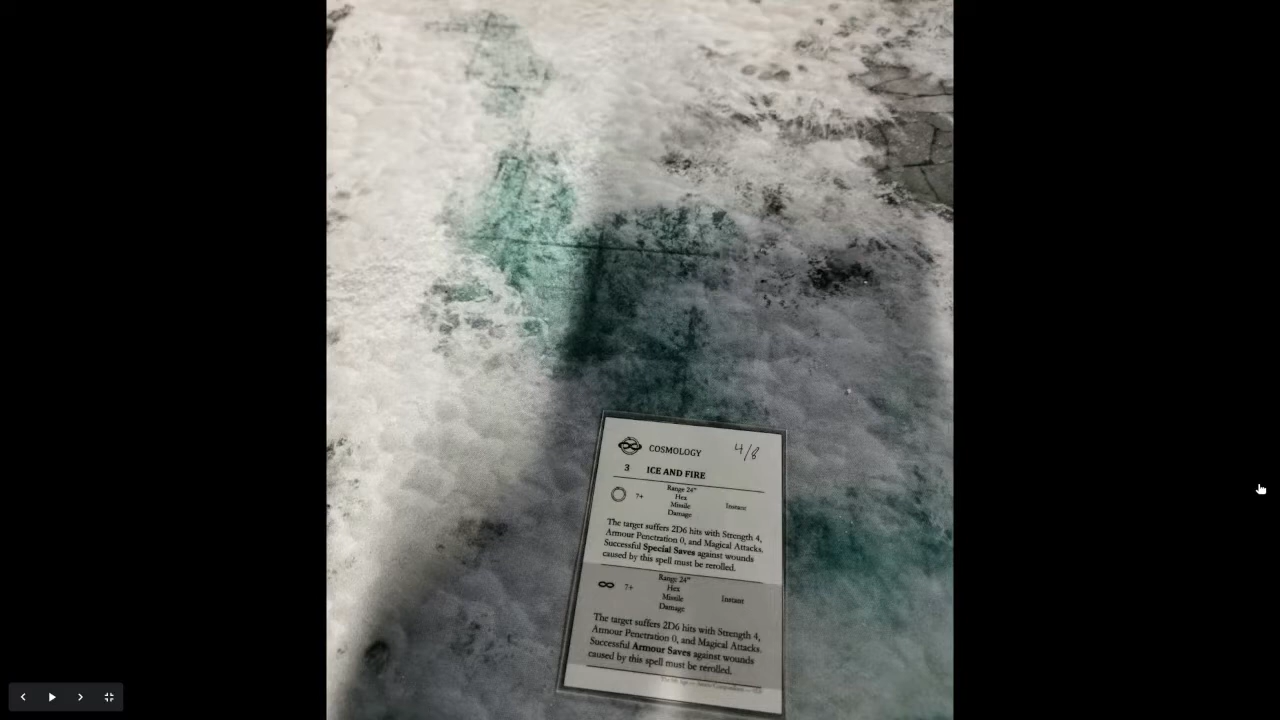 COSMOLOGY 4/8
3 ICE AND FIRE
7+ Range 24" Instant
Hex
Missile
Damage
The target suffers 2D6 hits with Strength 4,
Armour Penetration 0, and Magical Attacks.
Successful Special Saves against wounds
caused by this spell must be rerolled.
∞ 7+ Range 24" Instant
Hex
Missile
Damage
The target suffers 2D6 hits with Strength 4,
Armour Penetration 0, and Magical Attacks.
Successful Armour Saves against wounds
caused by this spell must be rerolled.